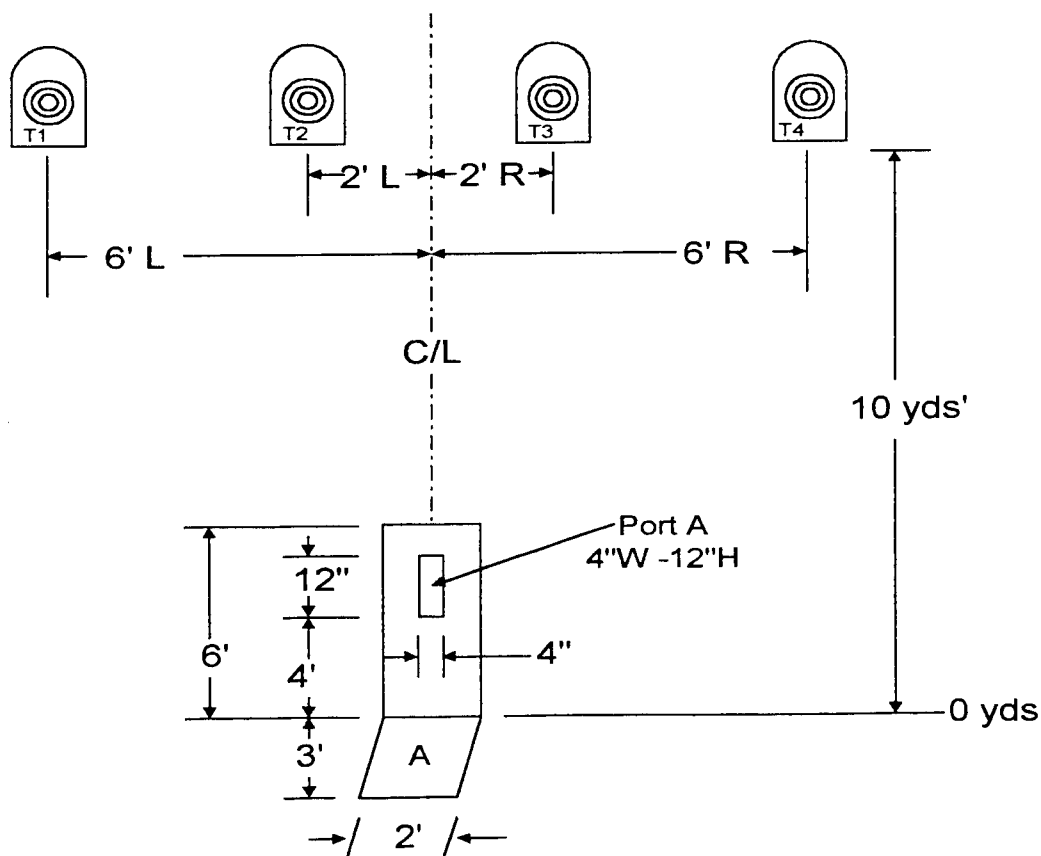 T1
T2
T3
T4
2' L
2' R
6' L
6' R
C/L
10 yds'
Port A
4"W -12"H
12"
6'
4'
4"
0 yds
3'
A
2'